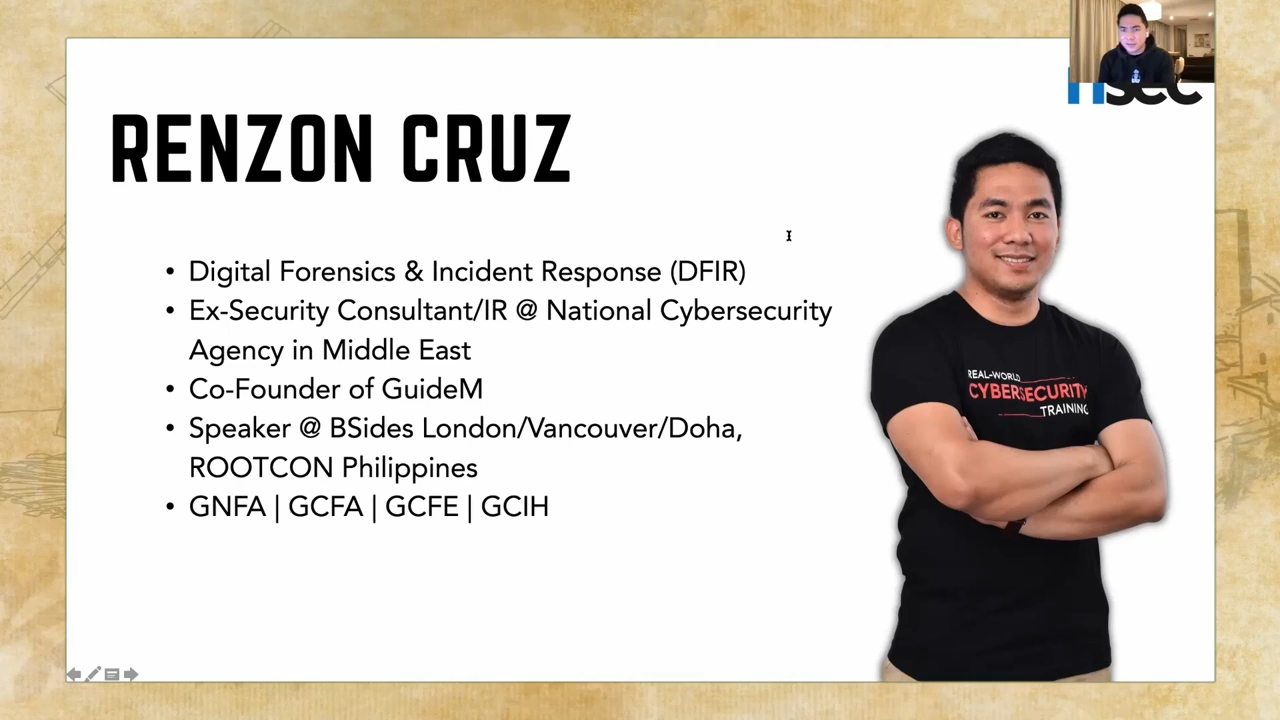 RENZON CRUZ
• Digital Forensics & Incident Response (DFIR)
• Ex-Security Consultant/IR @ National Cybersecurity
Agency in Middle East
• Co-Founder of GuideM
• Speaker @ BSides London/Vancouver/Doha,
ROOTCON Philippines
• GNFA | GCFA | GCFE | GCIH
REAL-WORLD
CYBERSECURITY
TRAINING